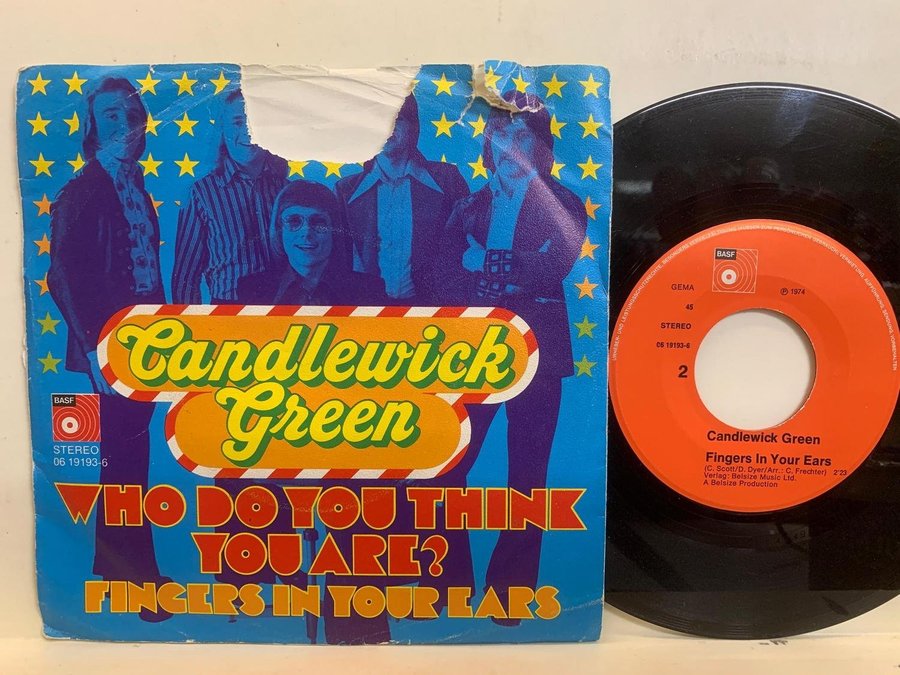 Candlewick
Green
BASF
STEREO
06 19193-6
WHO DO YOU THINK
YOU ARE?
FINGERS IN YOUR EARS
BASF
GEMA
℗ 1974
45
STEREO
06 19193-6
2
Candlewick Green
Fingers In Your Ears
(C. Scott/D. Dyer/Arr.: C. Frechter) 2'23
Verlag: Belsize Music Ltd.
A Belsize Production